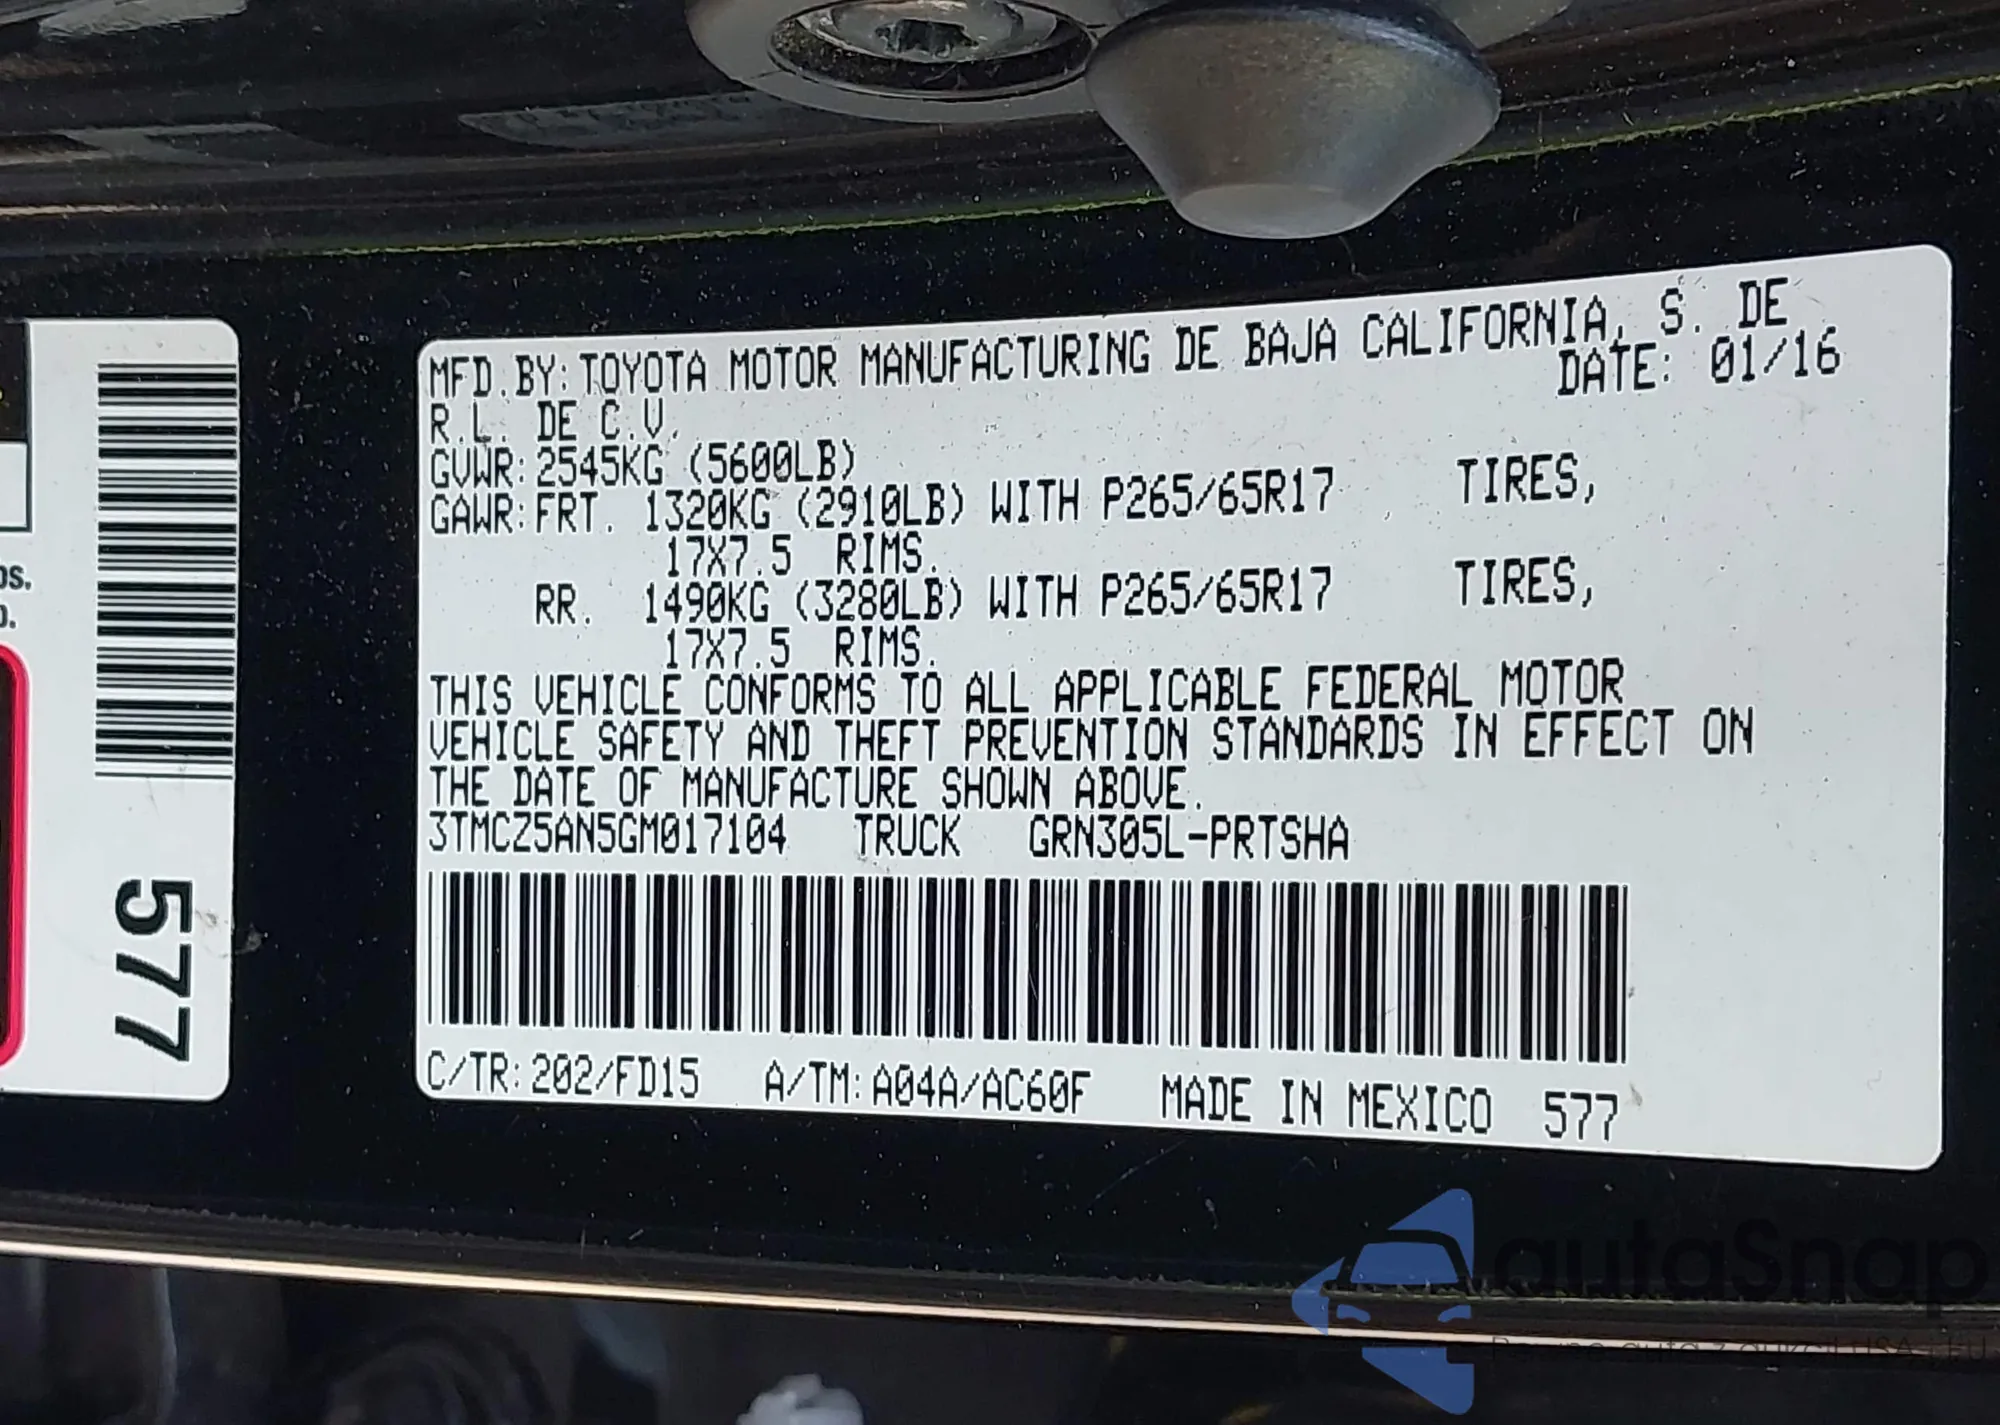 MFD.BY:TOYOTA MOTOR MANUFACTURING DE BAJA CALIFORNIA, S. DE
R.L. DE C.V. DATE: 01/16
GVWR:2545KG (5600LB)
GAWR:FRT. 1320KG (2910LB) WITH P265/65R17 TIRES,
17X7.5 RIMS.
RR. 1490KG (3280LB) WITH P265/65R17 TIRES,
17X7.5 RIMS.
THIS VEHICLE CONFORMS TO ALL APPLICABLE FEDERAL MOTOR
VEHICLE SAFETY AND THEFT PREVENTION STANDARDS IN EFFECT ON
THE DATE OF MANUFACTURE SHOWN ABOVE.
3TMCZ5AN5GM017104 TRUCK GRN305L-PRTSHA
C/TR:202/FD15 A/TM:A04A/AC60F MADE IN MEXICO 577
577
autaSnap